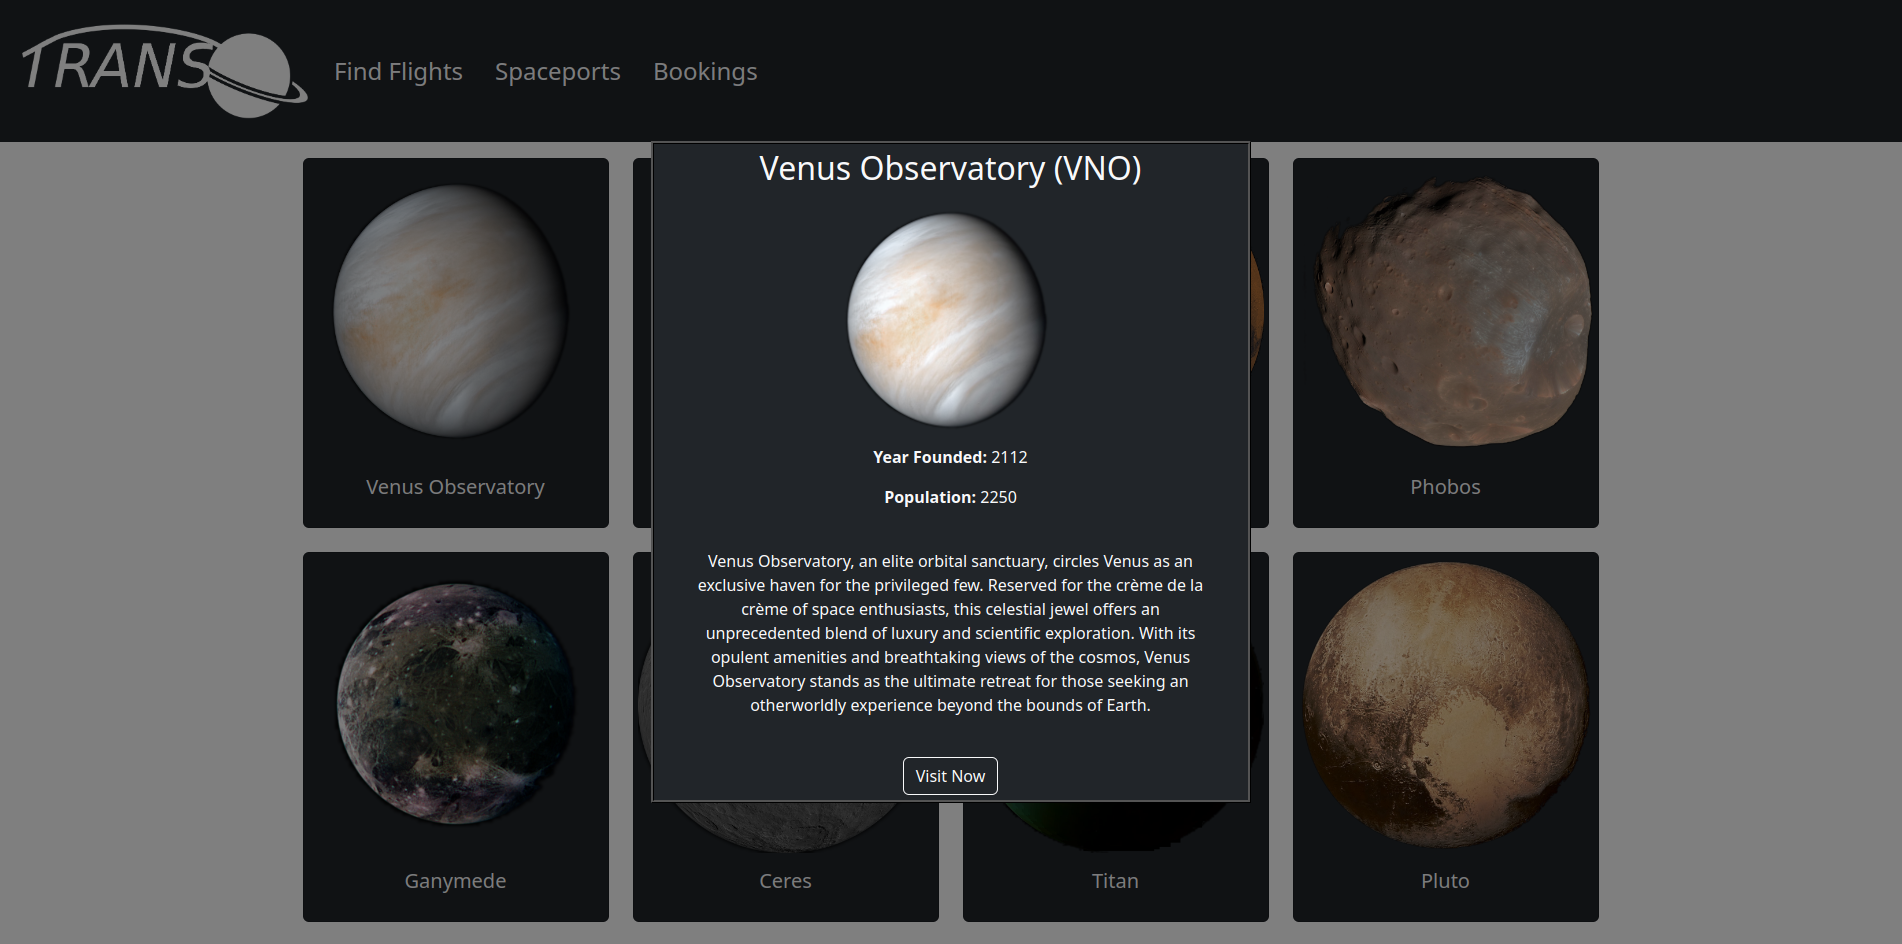 TRANS
Find Flights
Spaceports
Bookings
Venus Observatory (VNO)
Year Founded: 2112
Population: 2250
Venus Observatory, an elite orbital sanctuary, circles Venus as an
exclusive haven for the privileged few. Reserved for the crème de la
crème of space enthusiasts, this celestial jewel offers an
unprecedented blend of luxury and scientific exploration. With its
opulent amenities and breathtaking views of the cosmos, Venus
Observatory stands as the ultimate retreat for those seeking an
otherworldly experience beyond the bounds of Earth.
Visit Now
Venus Observatory
Phobos
Ganymede
Ceres
Titan
Pluto